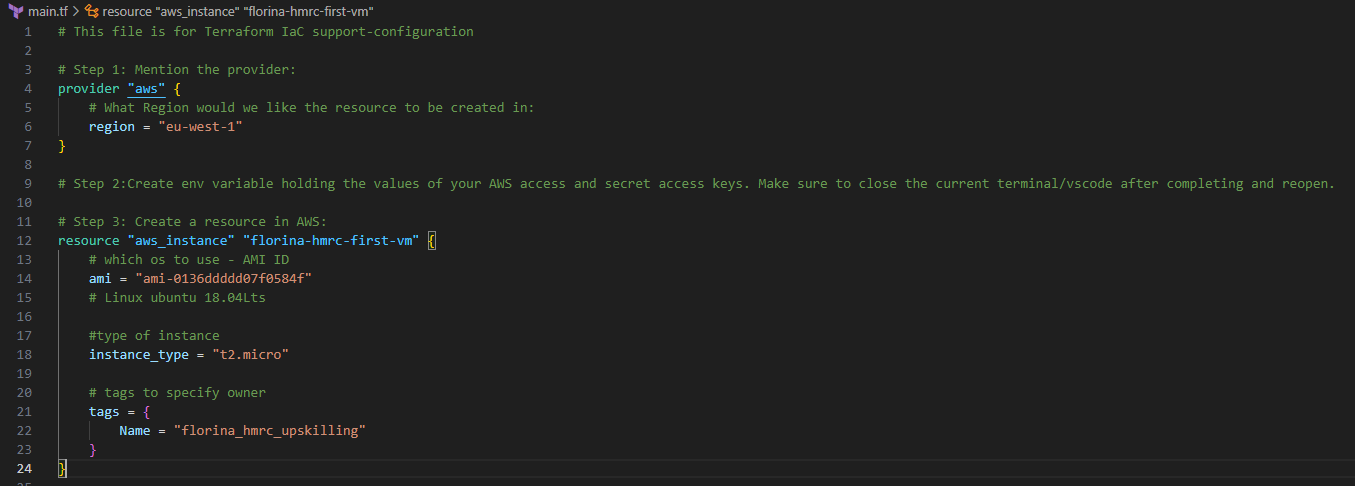 main.tf > resource "aws_instance" "florina-hmrc-first-vm"
1 # This file is for Terraform IaC support-configuration
2
3 # Step 1: Mention the provider:
4 provider "aws" {
5 # What Region would we like the resource to be created in:
6 region = "eu-west-1"
7 }
8
9 # Step 2:Create env variable holding the values of your AWS access and secret access keys. Make sure to close the current terminal/vscode after completing and reopen.
10
11 # Step 3: Create a resource in AWS:
12 resource "aws_instance" "florina-hmrc-first-vm" {
13 # which os to use - AMI ID
14 ami = "ami-0136ddddd07f0584f"
15 # Linux ubuntu 18.04Lts
16
17 #type of instance
18 instance_type = "t2.micro"
19
20 # tags to specify owner
21 tags = {
22 Name = "florina_hmrc_upskilling"
23 }
24 }
25